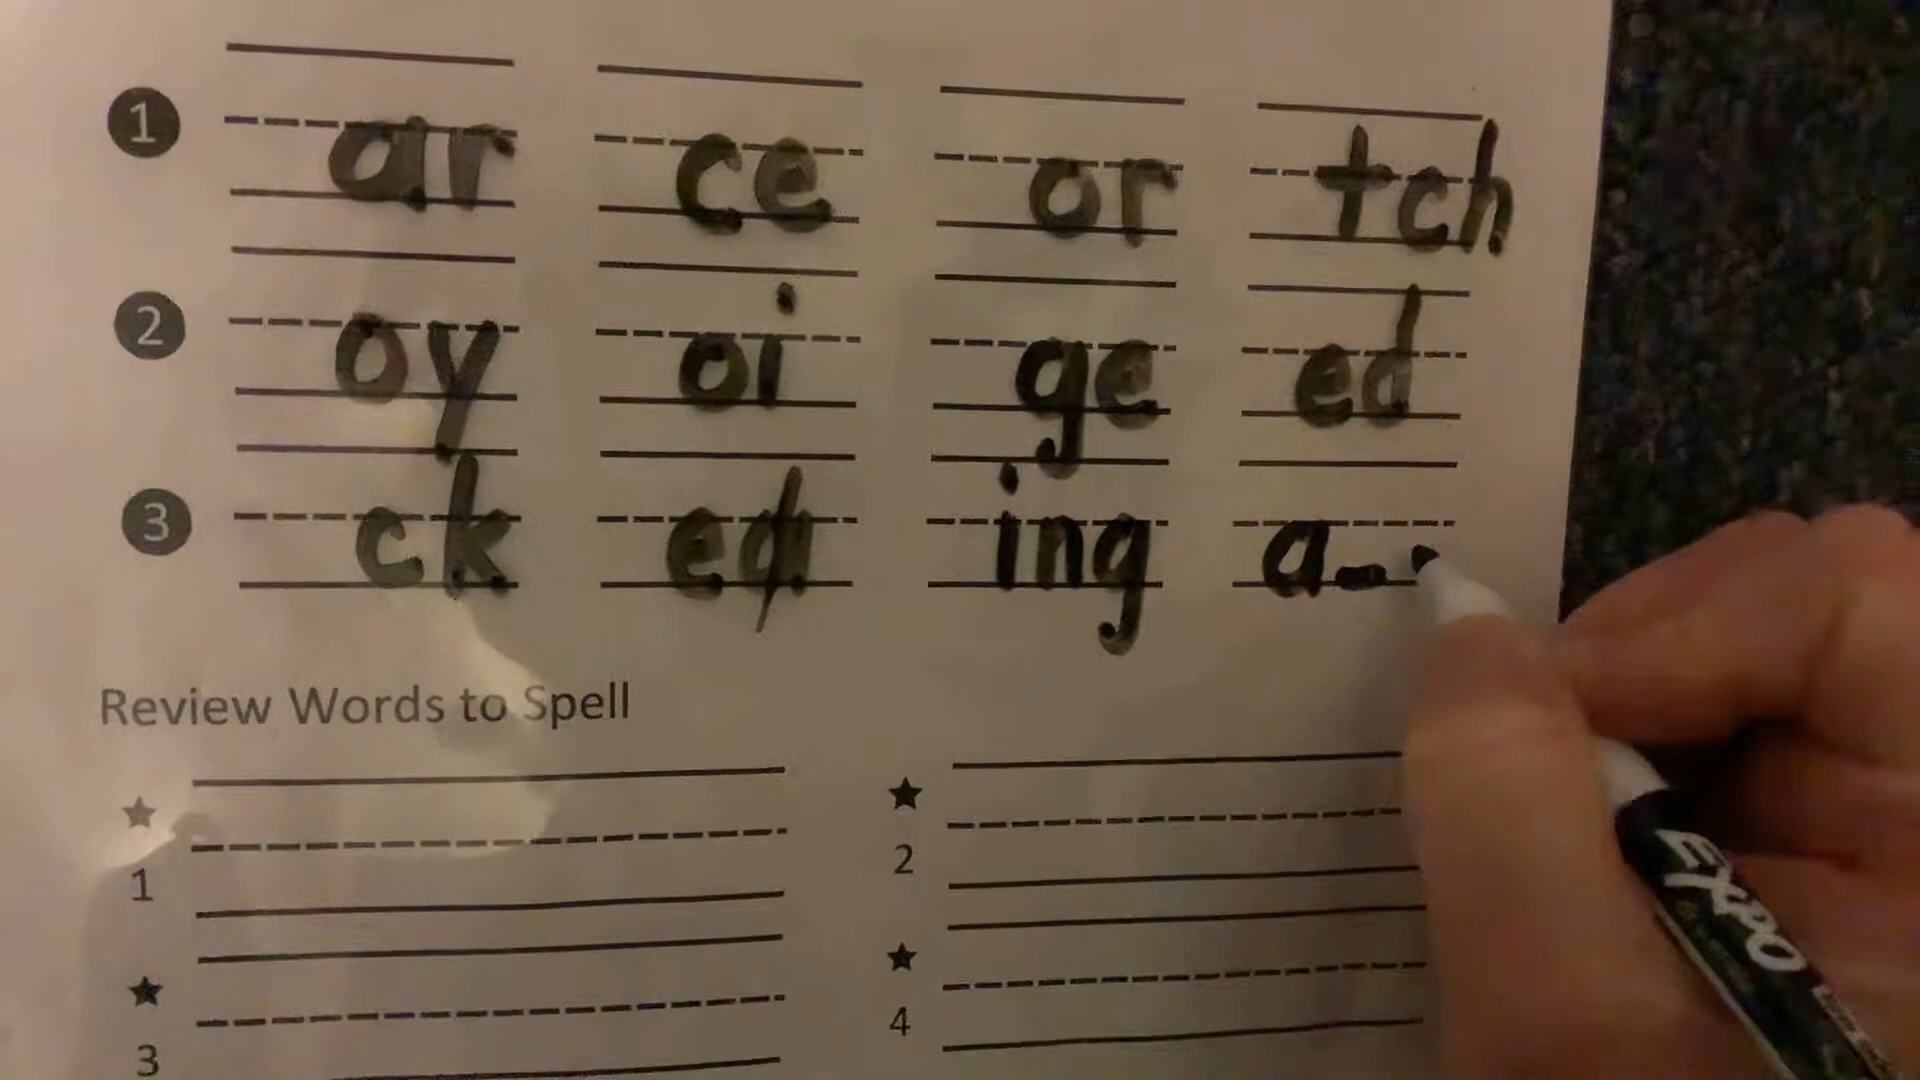 1 ar ce or tch
2 oy oi ge ed
3 ck ed ing a-
Review Words to Spell
★ 1 ★ 2
★ 3 ★ 4
EXPO